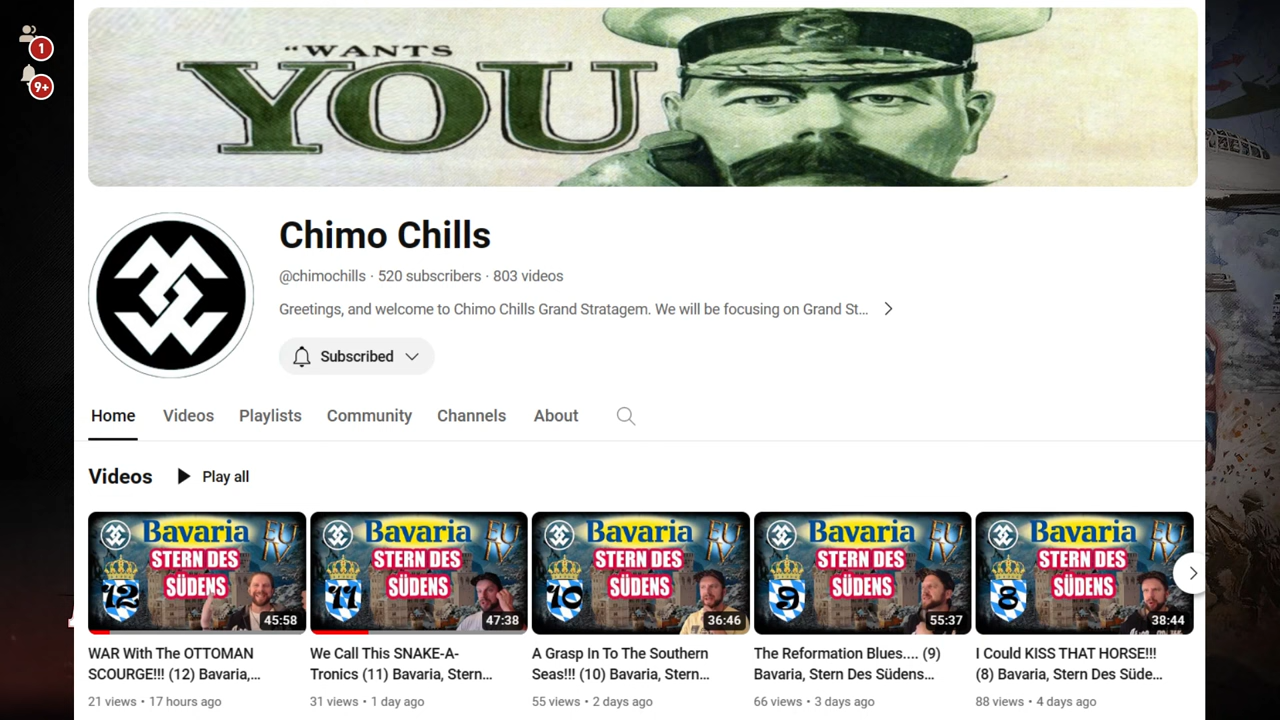 1
9+
"WANTS
YOU
Chimo Chills
@chimochills · 520 subscribers · 803 videos
Greetings, and welcome to Chimo Chills Grand Stratagem. We will be focusing on Grand St...
Subscribed
Home Videos Playlists Community Channels About
Videos Play all
Bavaria EU IV
STERN DES
SÜDENS
12
45:58
Bavaria EU IV
STERN DES
SÜDENS
11
47:38
Bavaria EU IV
STERN DES
SÜDENS
10
36:46
Bavaria EU IV
STERN DES
SÜDENS
9
55:37
Bavaria EU IV
STERN DES
SÜDENS
8
38:44
WAR With The OTTOMAN
SCOURGE!!! (12) Bavaria,...
21 views • 17 hours ago
We Call This SNAKE-A-
Tronics (11) Bavaria, Stern...
31 views • 1 day ago
A Grasp In To The Southern
Seas!!! (10) Bavaria, Stern...
55 views • 2 days ago
The Reformation Blues.... (9)
Bavaria, Stern Des Südens...
66 views • 3 days ago
I Could KISS THAT HORSE!!!
(8) Bavaria, Stern Des Süde...
88 views • 4 days ago